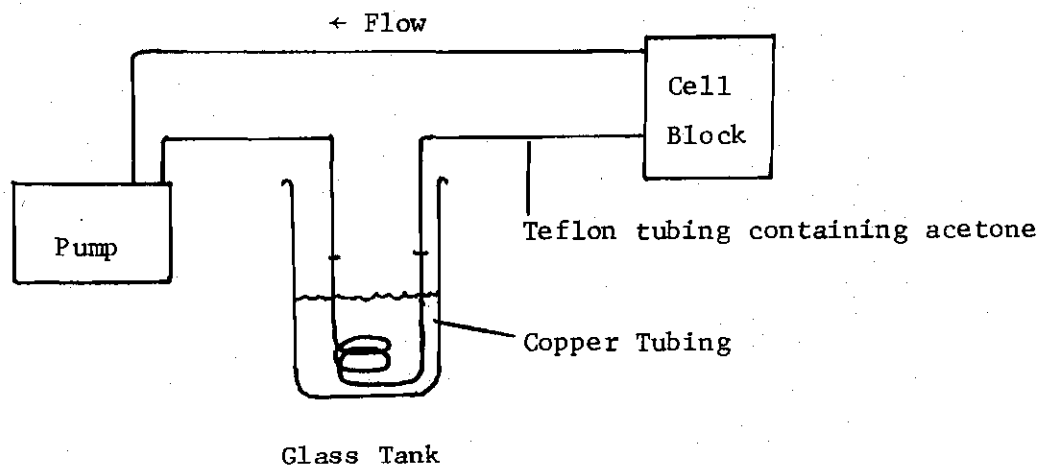 ← Flow
Cell
Block
Teflon tubing containing acetone
Pump
Copper Tubing
Glass Tank